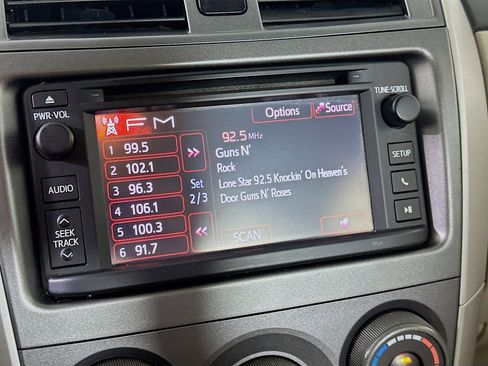 PWR·VOL
AUDIO
SEEK
TRACK
FM
Options
Source
1 99.5
2 102.1
3 96.3
4 106.1
5 100.3
6 91.7
Set
2/3
92.5 MHz
Guns N'
Rock
Lone Star 92.5 Knockin' On Heaven's
Door Guns N' Roses
SCAN
TUNE·SCROLL
SETUP